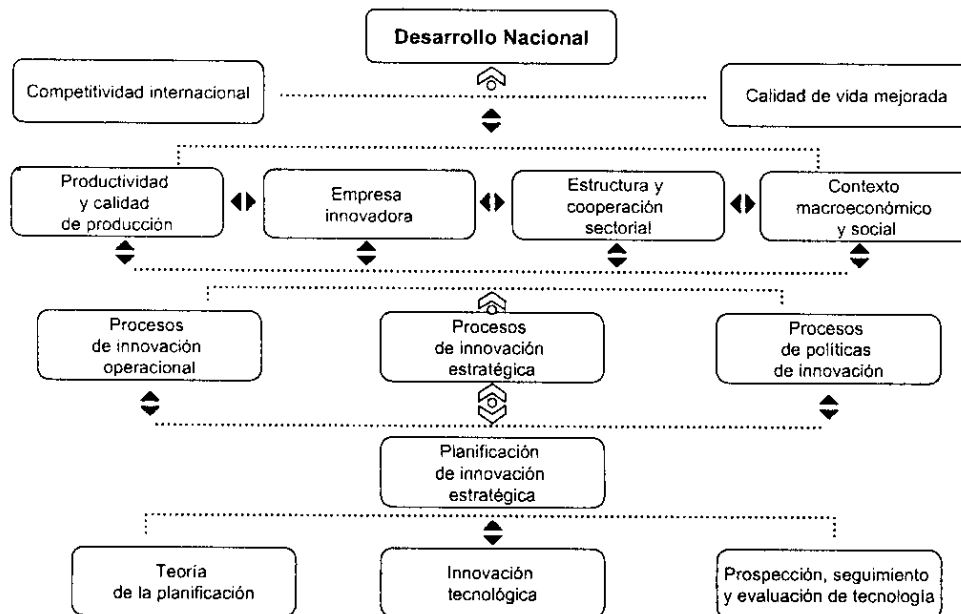 Desarrollo Nacional
Competitividad internacional
Calidad de vida mejorada
Productividad
y calidad
de producción
Empresa
innovadora
Estructura y
cooperación
sectorial
Contexto
macroeconómico
y social
Procesos
de innovación
operacional
Procesos
de innovación
estratégica
Procesos
de políticas
de innovación
Planificación
de innovación
estratégica
Teoría
de la planificación
Innovación
tecnológica
Prospección, seguimiento
y evaluación de tecnología